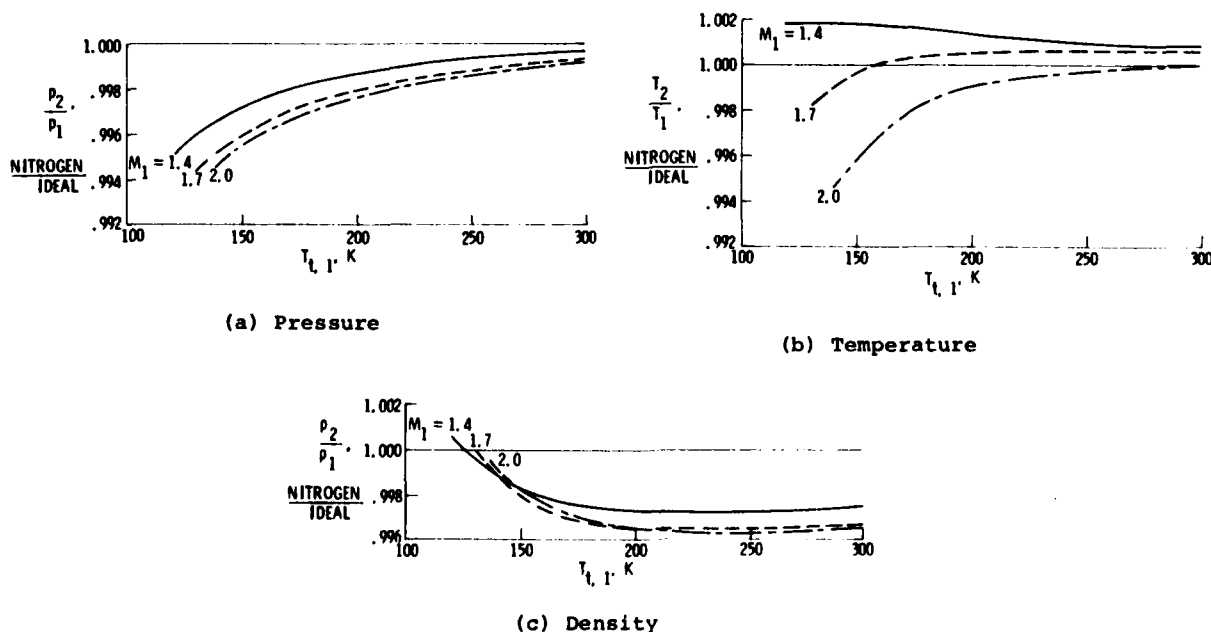 1.000
.998
.996
.994
.992
p2
p1
,
NITROGEN
IDEAL
M1 = 1.4
1.7
2.0
100
150
200
250
300
Tt, 1, K
(a) Pressure
1.002
1.000
.998
.996
.994
.992
T2
T1
,
NITROGEN
IDEAL
M1 = 1.4
1.7
2.0
100
150
200
250
300
Tt, 1, K
(b) Temperature
1.002
1.000
.998
.996
ρ2
ρ1
,
NITROGEN
IDEAL
M1 = 1.4
1.7
2.0
100
150
200
250
300
Tt, 1, K
(c) Density